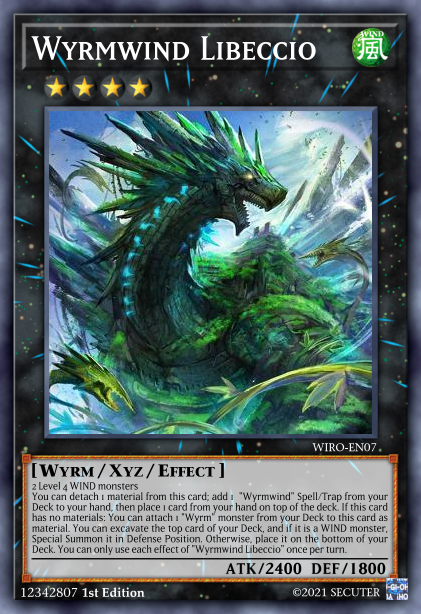 Wyrmwind Libeccio
WIND
風
WIRO-EN07
[Wyrm/Xyz/Effect]
2 Level 4 WIND monsters
You can detach 1 material from this card; add 1 "Wyrmwind" Spell/Trap from your
Deck to your hand, then place 1 card from your hand on top of the deck. If this card
has no materials: You can attach 1 "Wyrm" monster from your Deck to this card as
material. You can excavate the top card of your Deck, and if it is a WIND monster,
Special Summon it in Defense Position. Otherwise, place it on the bottom of your
Deck. You can only use each effect of "Wyrmwind Libeccio" once per turn.
ATK/2400 DEF/1800
12342807 1st Edition
©2021 SECUTER